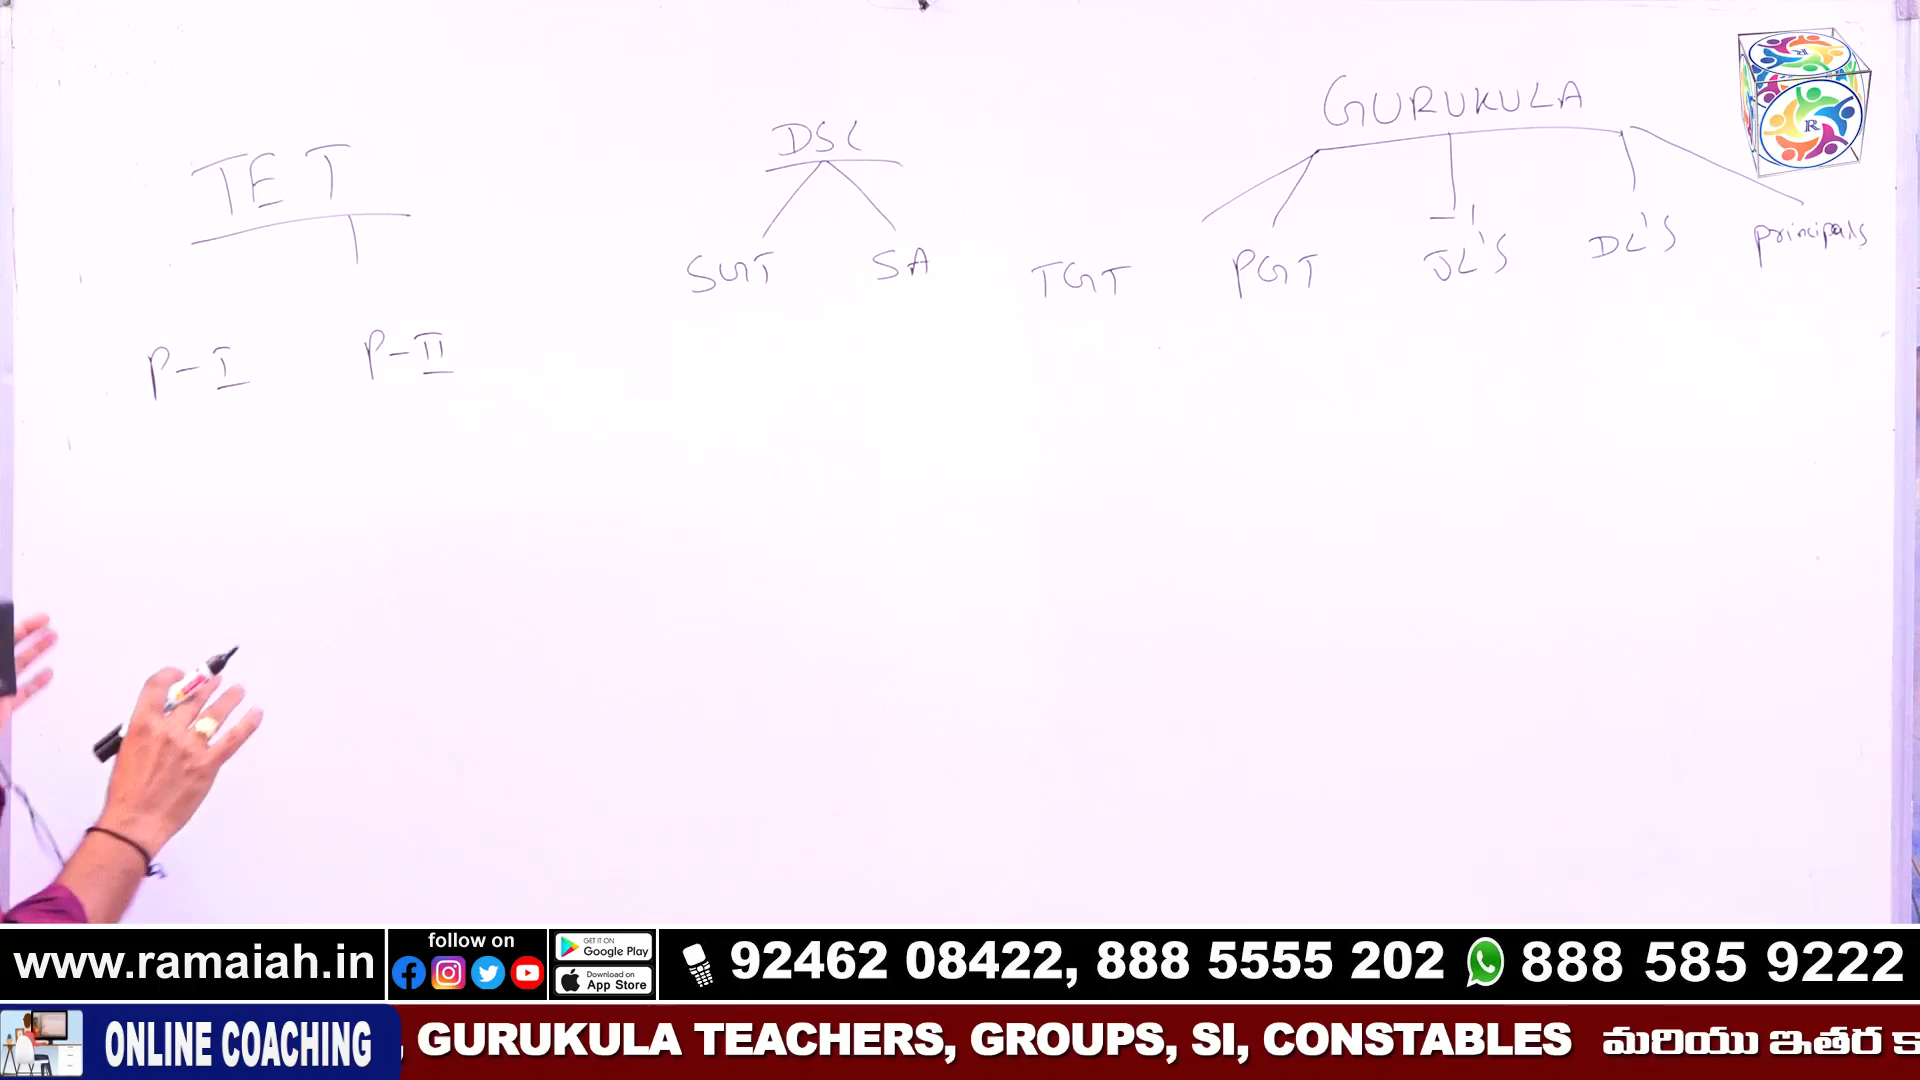 TET
P-I
P-II
DSC
SGT
SA
GURUKULA
TGT
PGT
JL'S
DL'S
principals
R
R
www.ramaiah.in
follow on
GET IT ON
Google Play
Download on
App Store
92462 08422, 888 5555 202
888 585 9222
ONLINE COACHING
, GURUKULA TEACHERS, GROUPS, SI, CONSTABLES మరియు ఇతర కా